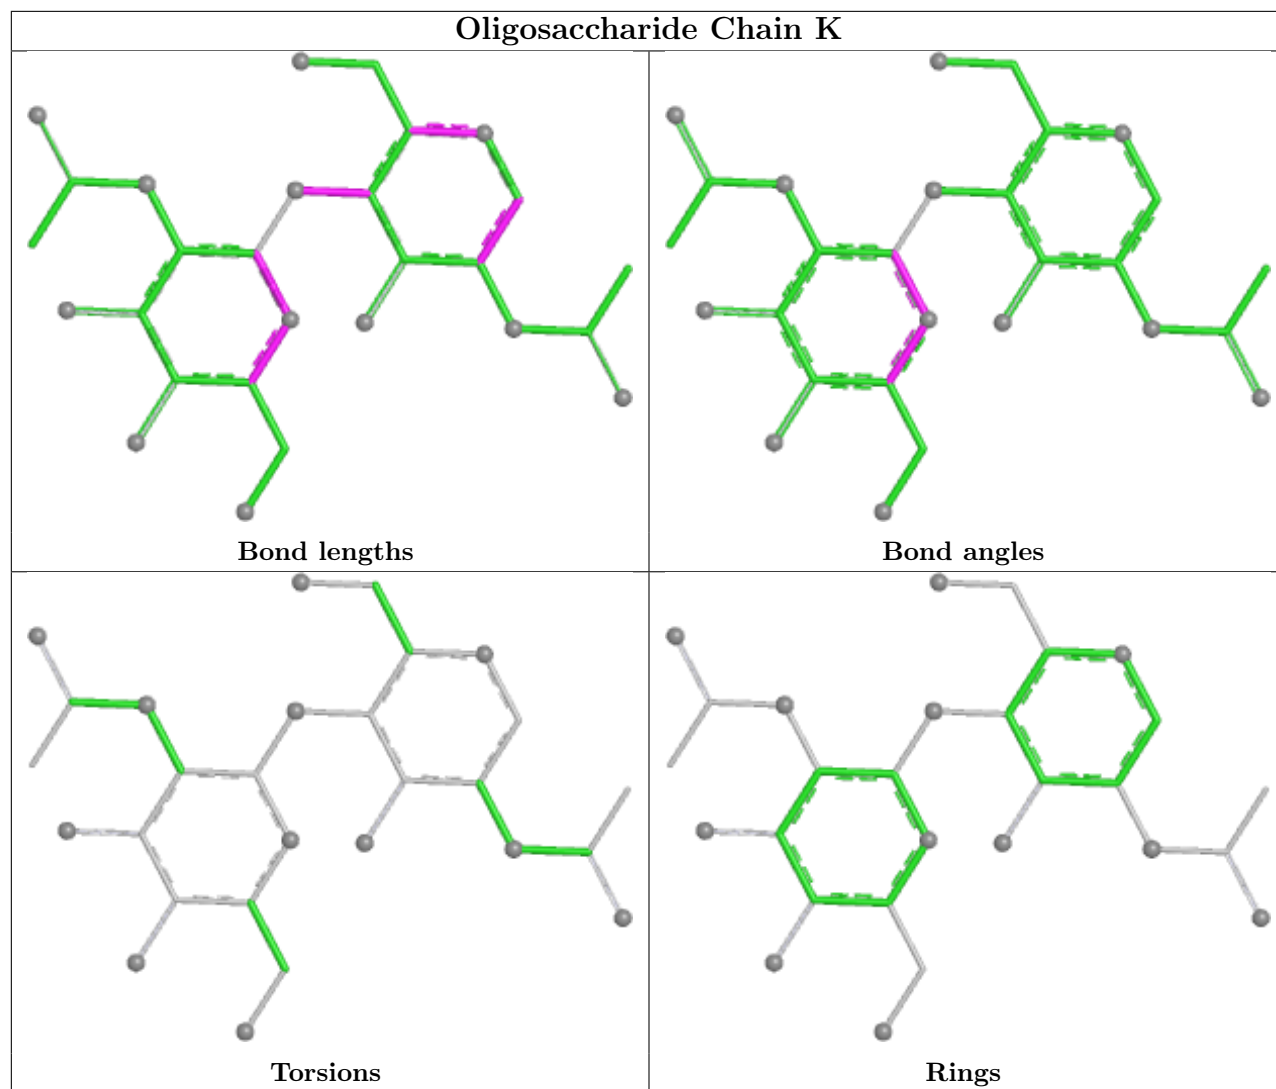 Oligosaccharide Chain K
Bond lengths
Bond angles
Torsions
Rings